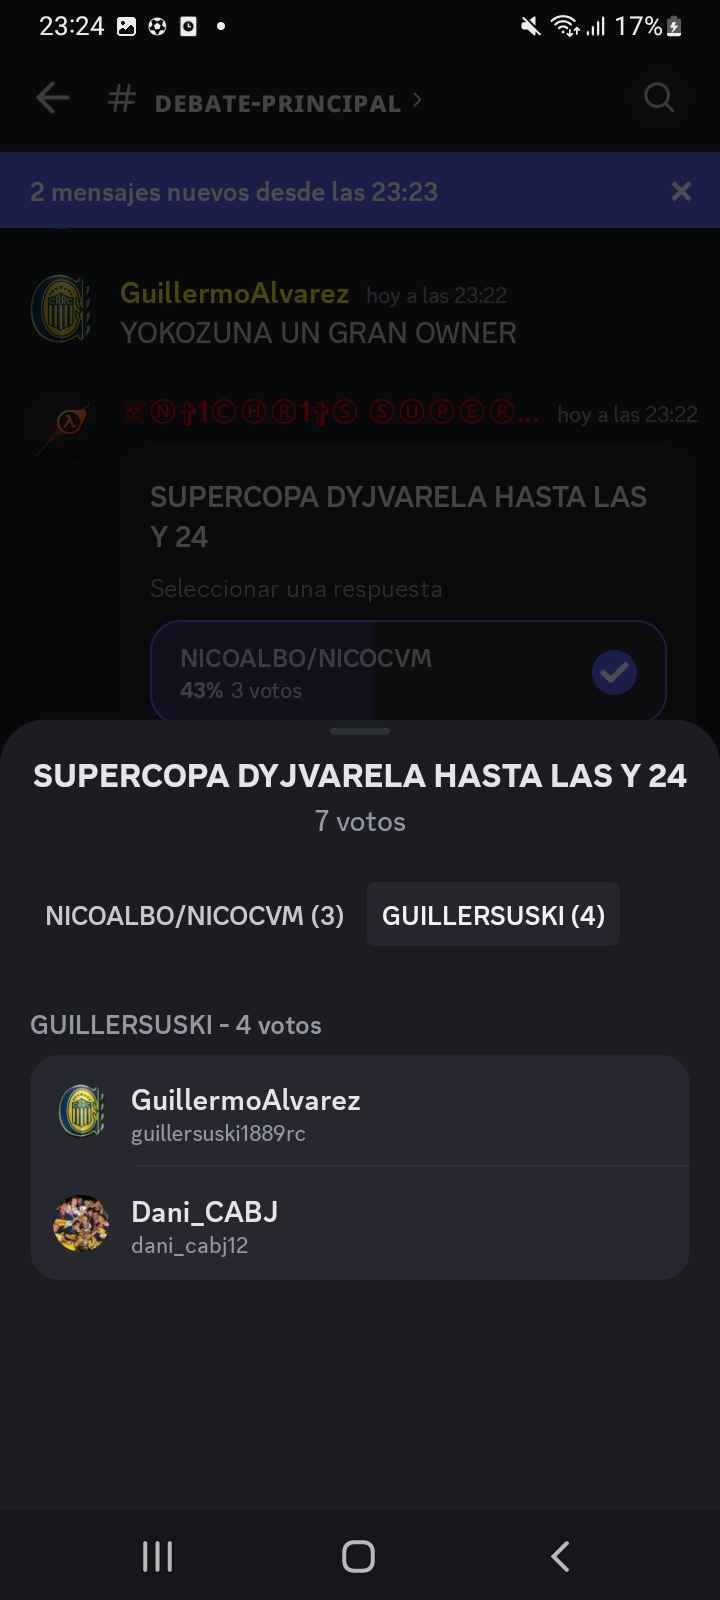 23:24
17%
# DEBATE-PRINCIPAL
2 mensajes nuevos desde las 23:23
GuillermoAlvarez hoy a las 23:22
YOKOZUNA UN GRAN OWNER
hoy a las 23:22
SUPERCOPA DYJVARELA HASTA LAS
Y 24
Seleccionar una respuesta
NICOALBO/NICOCVM
43% 3 votos
SUPERCOPA DYJVARELA HASTA LAS Y 24
7 votos
NICOALBO/NICOCVM (3) GUILLERSUSKI (4)
GUILLERSUSKI - 4 votos
GuillermoAlvarez
guillersuski1889rc
Dani_CABJ
dani_cabj12